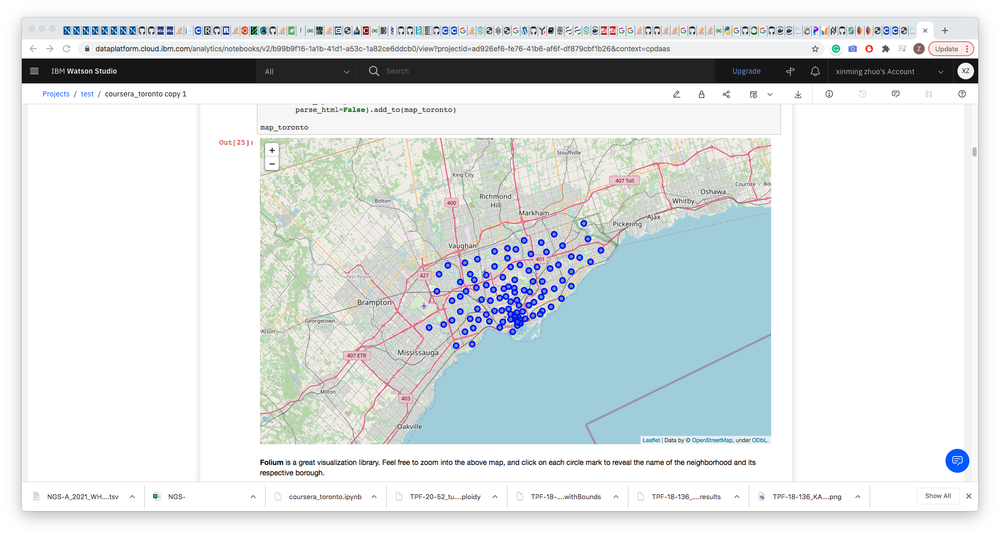 dataplatform.cloud.ibm.com/analytics/notebooks/v2/b99b9f16-1a1b-41d1-a53c-1a82ce6ddcb0/view?projectid=ad926ef6-fe76-41b6-af6f-df879cbf1b26&context=cpdaas
Z
Update
IBM Watson Studio
All
Search
Upgrade
xinming zhuo's Account
XZ
Projects / test / coursera_toronto copy 1
parse_html=False).add_to(map_toronto)
map_toronto
Out[25]:
+
−
Aurora
Stouffville
King City
407 Toll
Courtice
Oshawa
Richmond
Hill
Bolton
400
Whitby
Markham
Ajax
Pickering
Vaughan
401
427
Peel Region
Brampton
Georgetown
Acton
Mississauga
407 ETR
Milton
403
Oakville
Leaflet | Data by © OpenStreetMap, under ODbL.
Folium is a great visualization library. Feel free to zoom into the above map, and click on each circle mark to reveal the name of the neighborhood and its
respective borough.
NGS-A_2021_WH....tsv
NGS-
coursera_toronto.ipynb
TPF-20-52_tu....ploidy
TPF-18-....withBounds
TPF-18-136_....results
TPF-18-136_KA....png
Show All